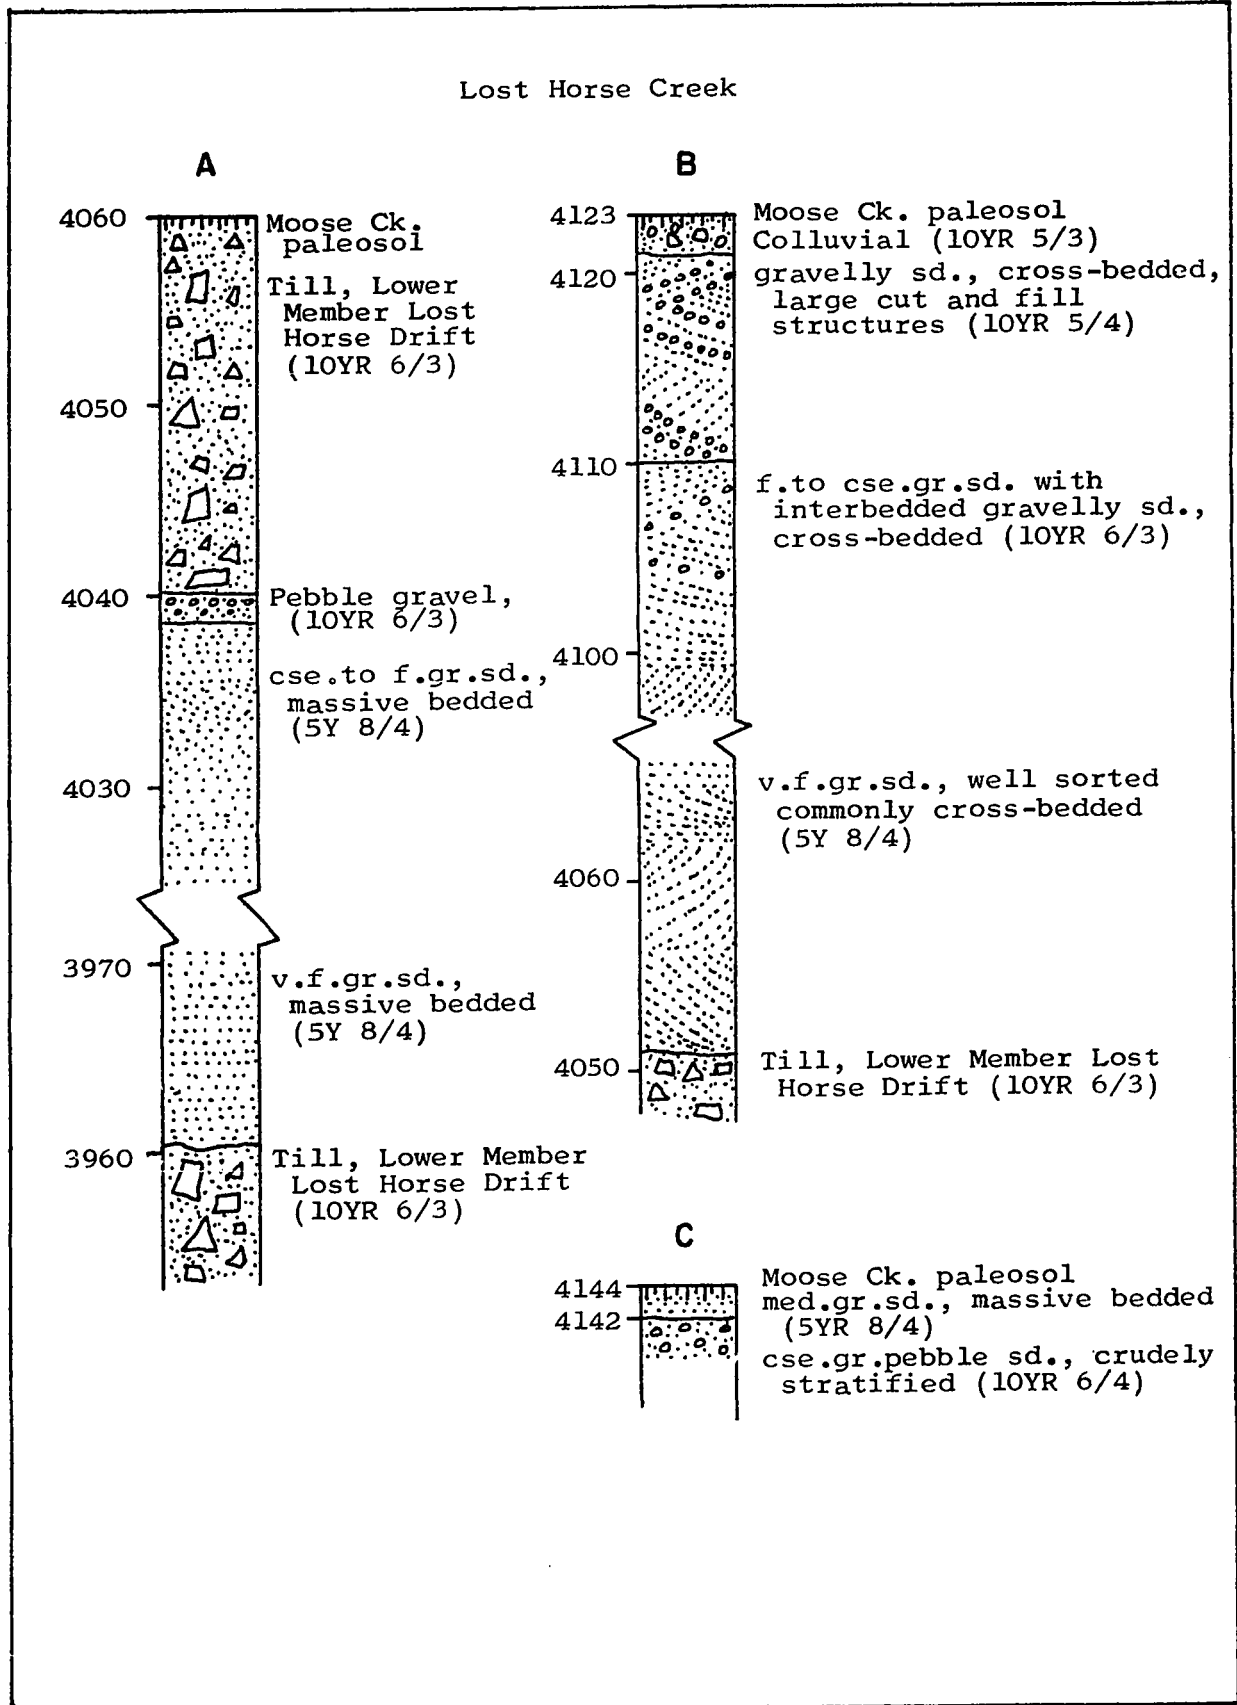 Lost Horse Creek
A
4060
Moose Ck.
paleosol
Till, Lower
Member Lost
Horse Drift
(10YR 6/3)
4050
4040
Pebble gravel,
(10YR 6/3)
cse.to f.gr.sd.,
massive bedded
(5Y 8/4)
4030
3970
v.f.gr.sd.,
massive bedded
(5Y 8/4)
3960
Till, Lower Member
Lost Horse Drift
(10YR 6/3)
B
4123
Moose Ck. paleosol
Colluvial (10YR 5/3)
4120
gravelly sd., cross-bedded,
large cut and fill
structures (10YR 5/4)
4110
f.to cse.gr.sd. with
interbedded gravelly sd.,
cross-bedded (10YR 6/3)
4100
v.f.gr.sd., well sorted
commonly cross-bedded
(5Y 8/4)
4060
4050
Till, Lower Member Lost
Horse Drift (10YR 6/3)
C
4144
Moose Ck. paleosol
med.gr.sd., massive bedded
(5YR 8/4)
4142
cse.gr.pebble sd., crudely
stratified (10YR 6/4)